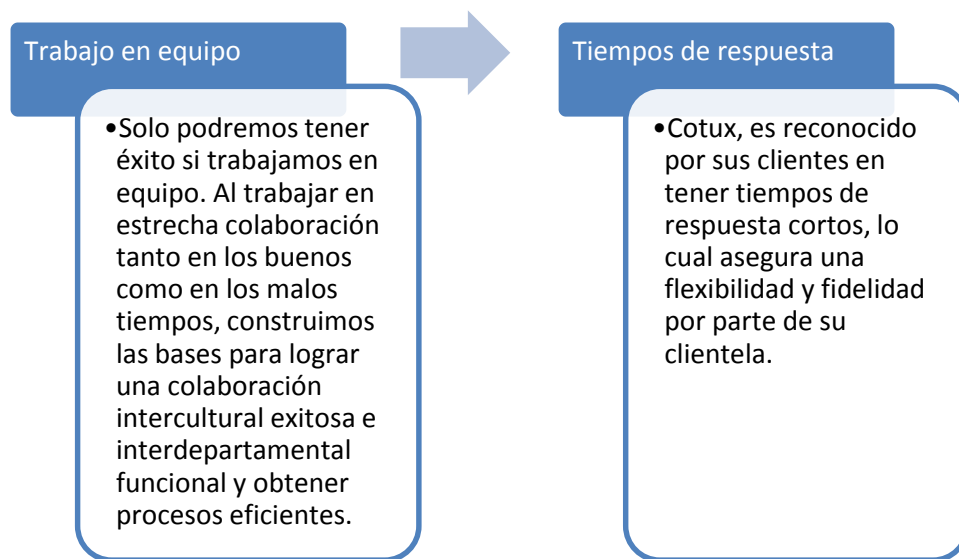 Trabajo en equipo
•Solo podremos tener
éxito si trabajamos en
equipo. Al trabajar en
estrecha colaboración
tanto en los buenos
como en los malos
tiempos, construimos
las bases para lograr
una colaboración
intercultural exitosa e
interdepartamental
funcional y obtener
procesos eficientes.
Tiempos de respuesta
•Cotux, es reconocido
por sus clientes en
tener tiempos de
respuesta cortos, lo
cual asegura una
flexibilidad y fidelidad
por parte de su
clientela.